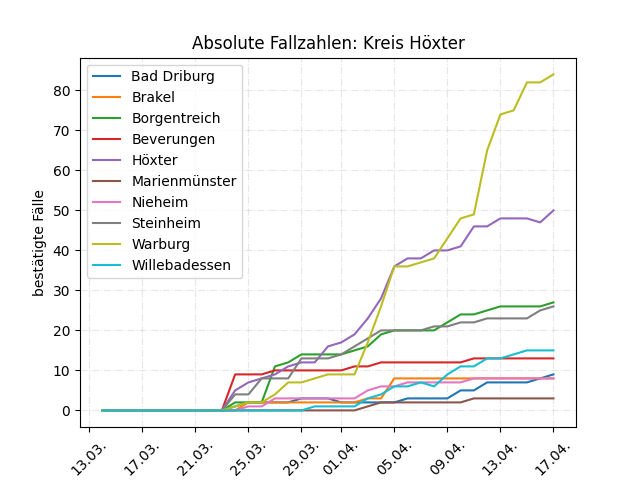 Absolute Fallzahlen: Kreis Höxter
bestätigte Fälle
80
70
60
50
40
30
20
10
0
Bad Driburg
Brakel
Borgentreich
Beverungen
Höxter
Marienmünster
Nieheim
Steinheim
Warburg
Willebadessen
13.03.
17.03.
21.03.
25.03.
29.03.
01.04.
05.04.
09.04.
13.04.
17.04.